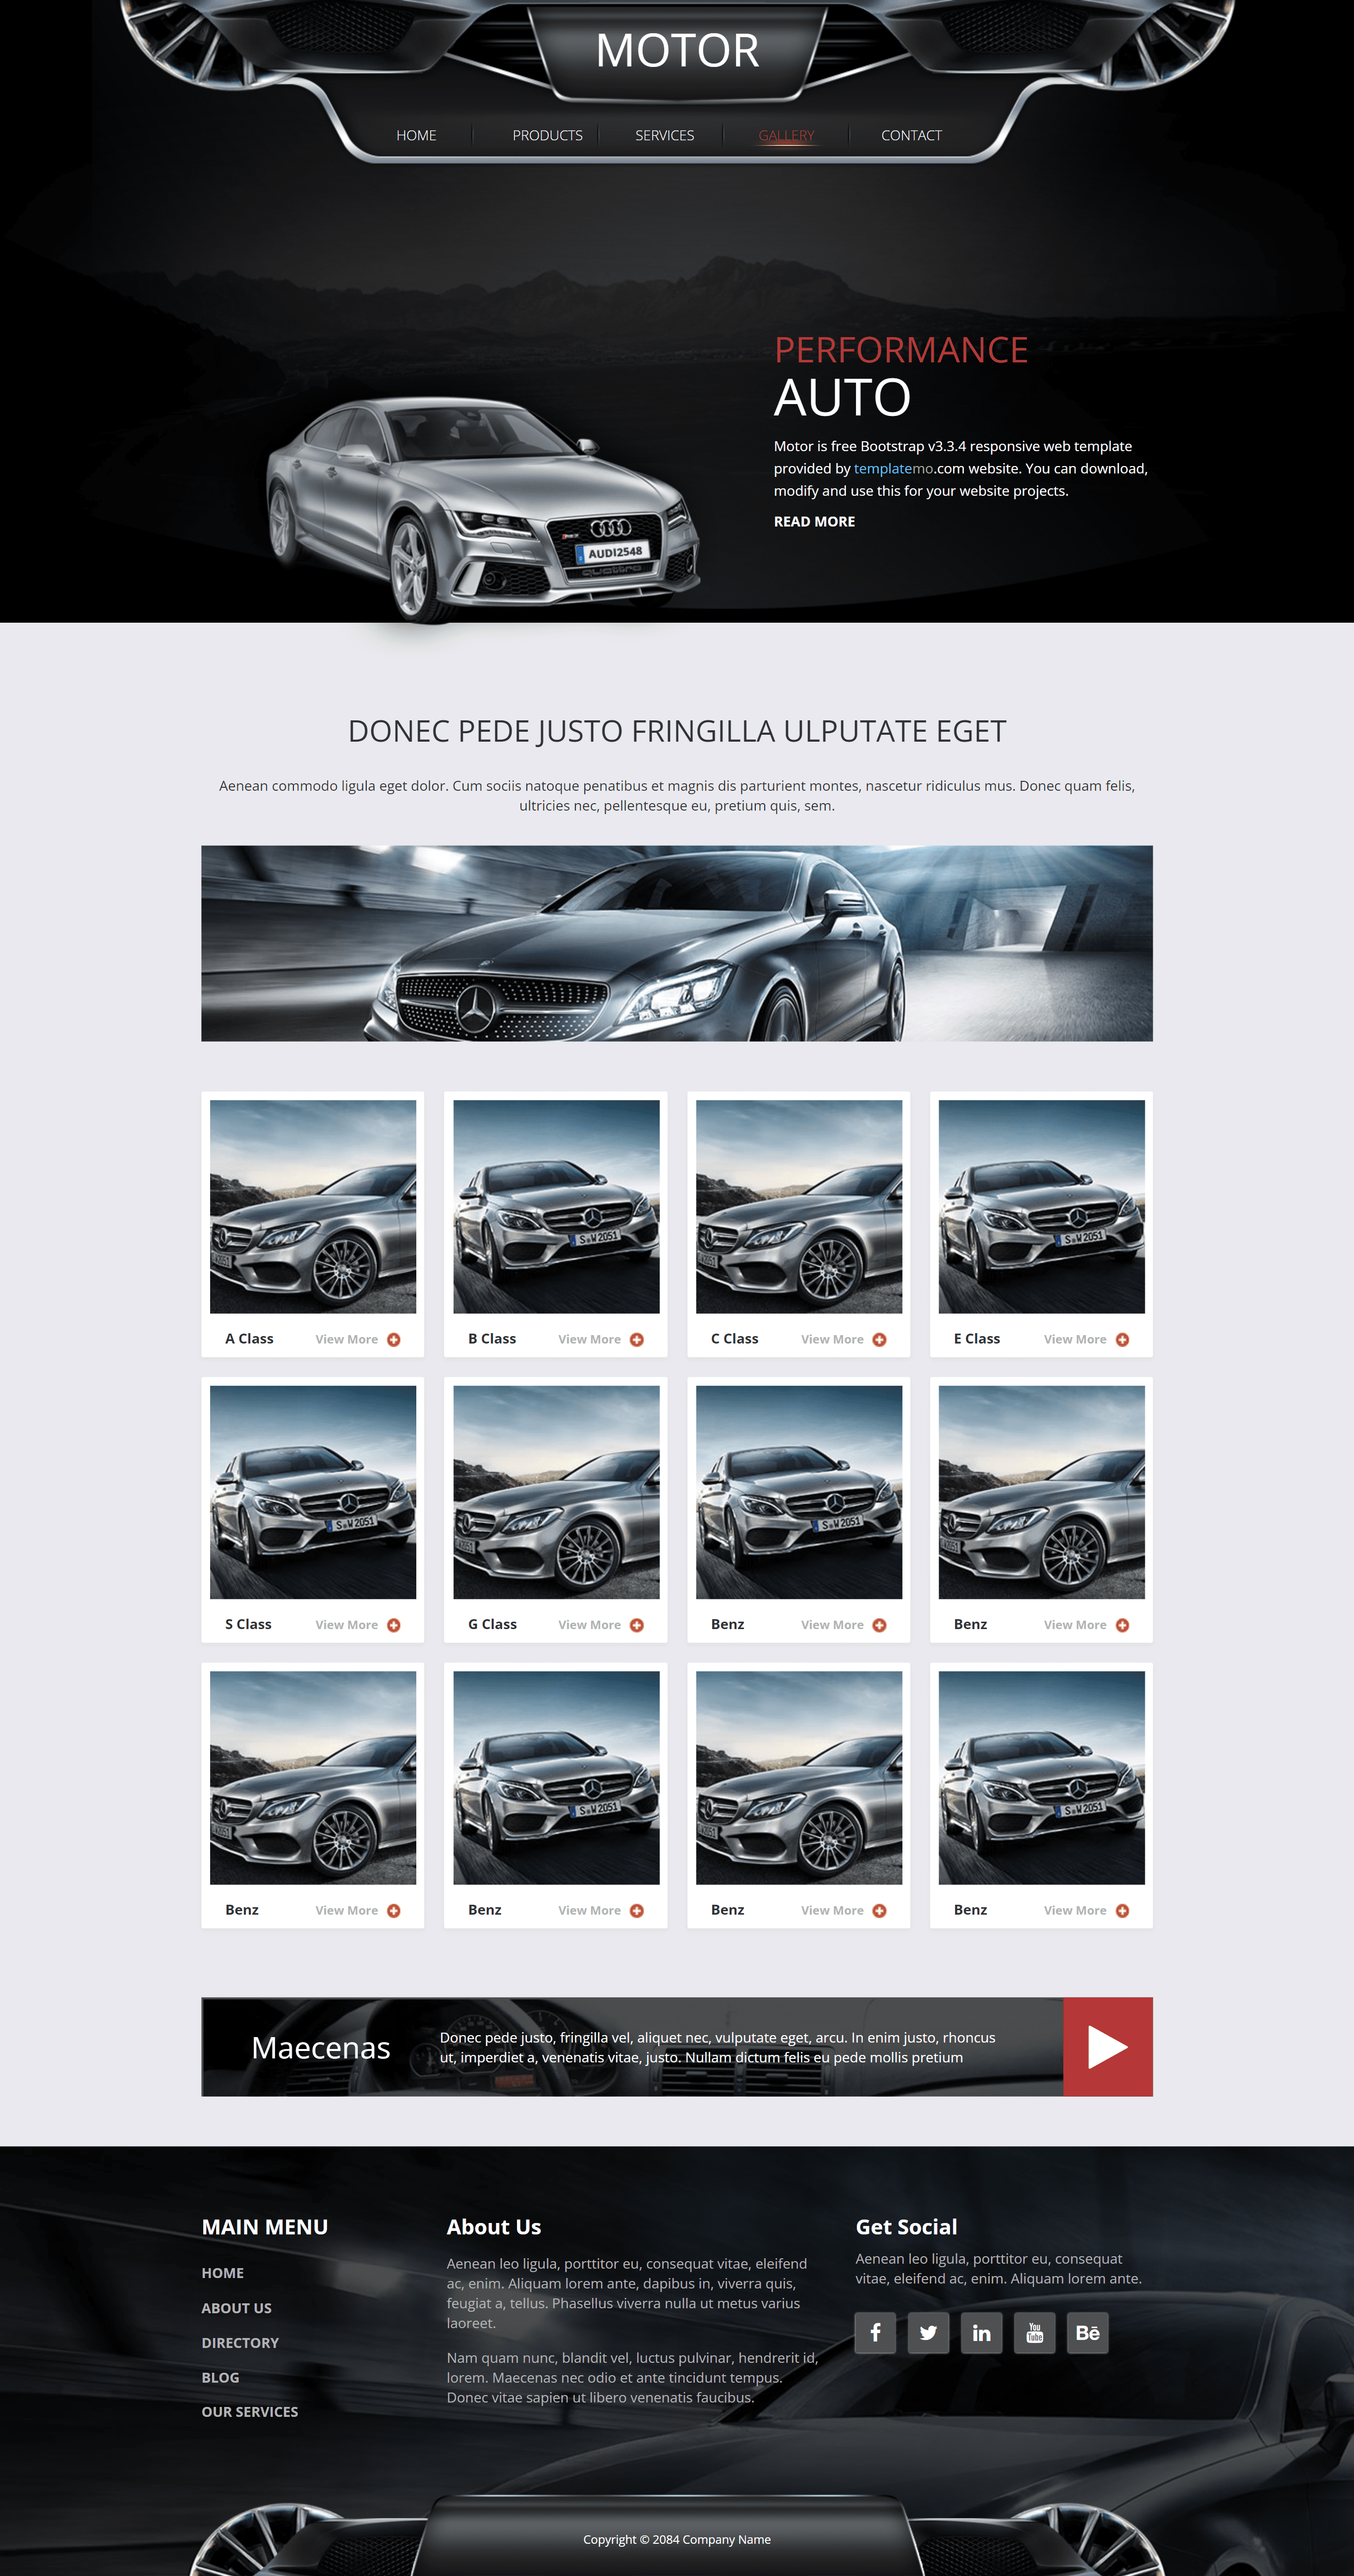 MOTOR
HOME
PRODUCTS
SERVICES
GALLERY
CONTACT
PERFORMANCE
AUTO
Motor is free Bootstrap v3.3.4 responsive web template
provided by templatemo.com website. You can download,
modify and use this for your website projects.
READ MORE
AUDI2548
quattro
DONEC PEDE JUSTO FRINGILLA ULPUTATE EGET
Aenean commodo ligula eget dolor. Cum sociis natoque penatibus et magnis dis parturient montes, nascetur ridiculus mus. Donec quam felis,
ultricies nec, pellentesque eu, pretium quis, sem.
S W 2051
S W 2051
A Class
View More
B Class
View More
C Class
View More
E Class
View More
S W 2051
S W 2051
S Class
View More
G Class
View More
Benz
View More
Benz
View More
S W 2051
S W 2051
Benz
View More
Benz
View More
Benz
View More
Benz
View More
Maecenas
Donec pede justo, fringilla vel, aliquet nec, vulputate eget, arcu. In enim justo, rhoncus
ut, imperdiet a, venenatis vitae, justo. Nullam dictum felis eu pede mollis pretium
MAIN MENU
HOME
ABOUT US
DIRECTORY
BLOG
OUR SERVICES
About Us
Aenean leo ligula, porttitor eu, consequat vitae, eleifend
ac, enim. Aliquam lorem ante, dapibus in, viverra quis,
feugiat a, tellus. Phasellus viverra nulla ut metus varius
laoreet.
Nam quam nunc, blandit vel, luctus pulvinar, hendrerit id,
lorem. Maecenas nec odio et ante tincidunt tempus.
Donec vitae sapien ut libero venenatis faucibus.
Get Social
Aenean leo ligula, porttitor eu, consequat
vitae, eleifend ac, enim. Aliquam lorem ante.
f
in
You
Tube
Bē
Copyright © 2084 Company Name